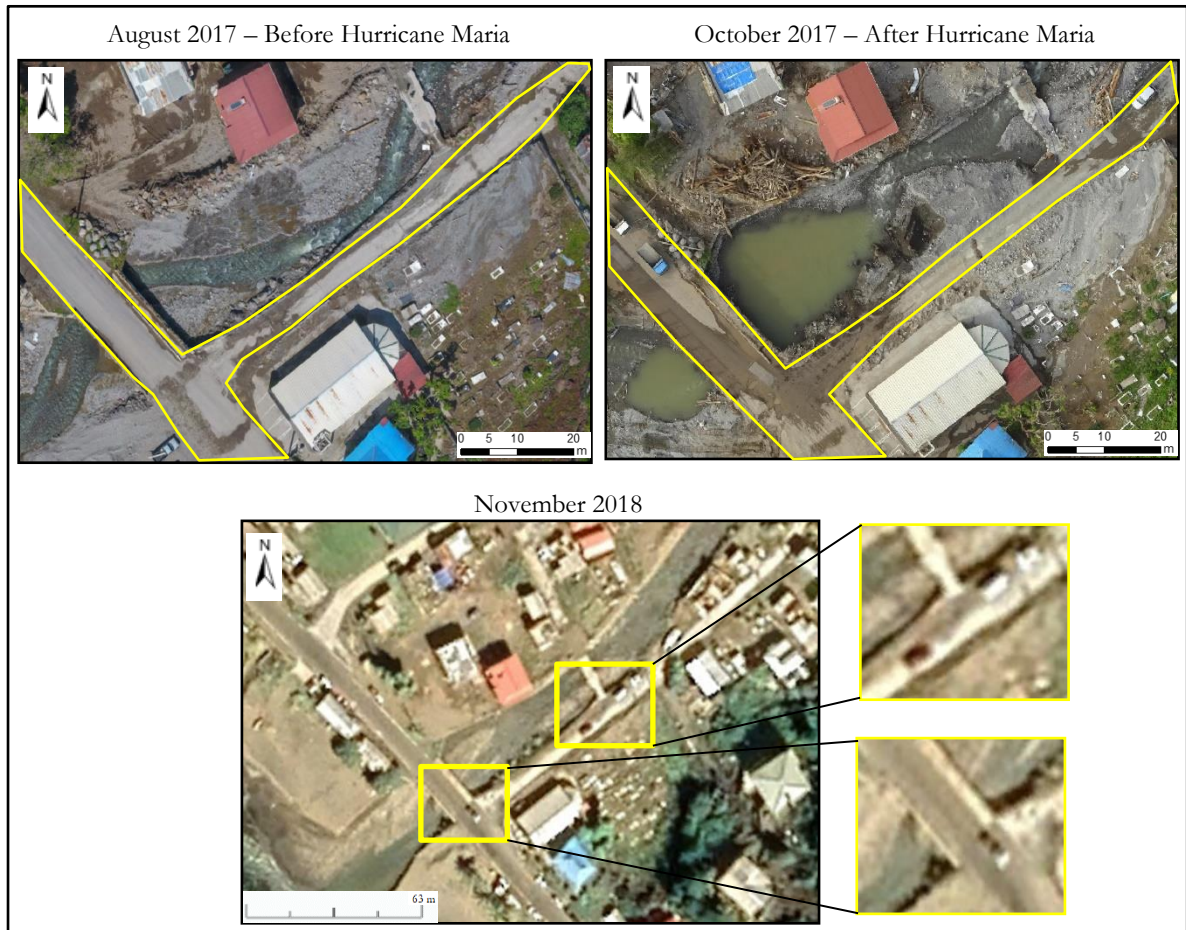 August 2017 – Before Hurricane Maria
October 2017 – After Hurricane Maria
N
N
0 5 10 20
m
0 5 10 20
m
November 2018
N
63 m